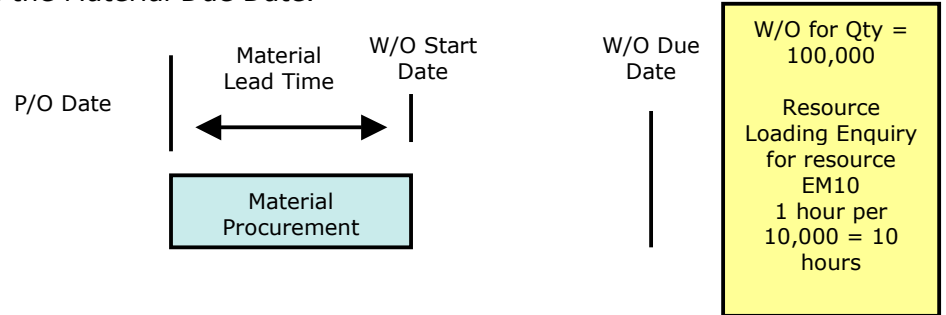 the Material Due Date.
P/O Date
Material
Lead Time
W/O Start
Date
W/O Due
Date
Material
Procurement
W/O for Qty =
100,000
Resource
Loading Enquiry
for resource
EM10
1 hour per
10,000 = 10
hours